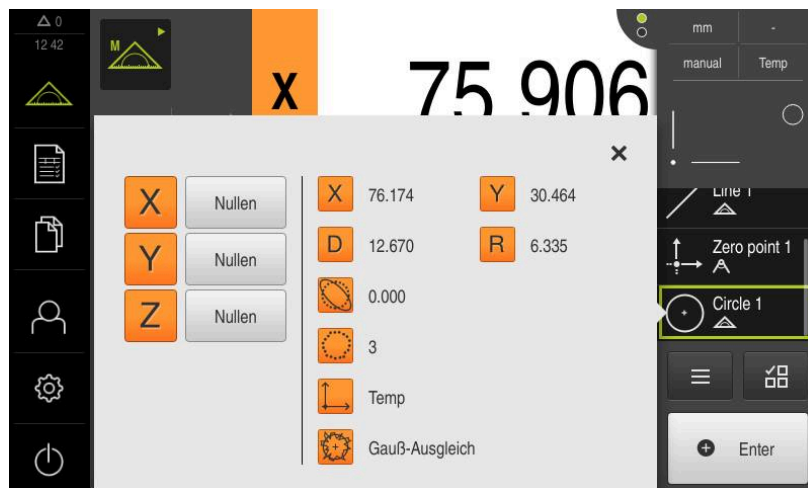 0
12 42
M
X
75.906
mm
-
manual
Temp
X Nullen
Y Nullen
Z Nullen
X 76.174 Y 30.464
D 12.670 R 6.335
0.000
3
Temp
Gauß-Ausgleich
Line 1
Zero point 1
Circle 1
Enter